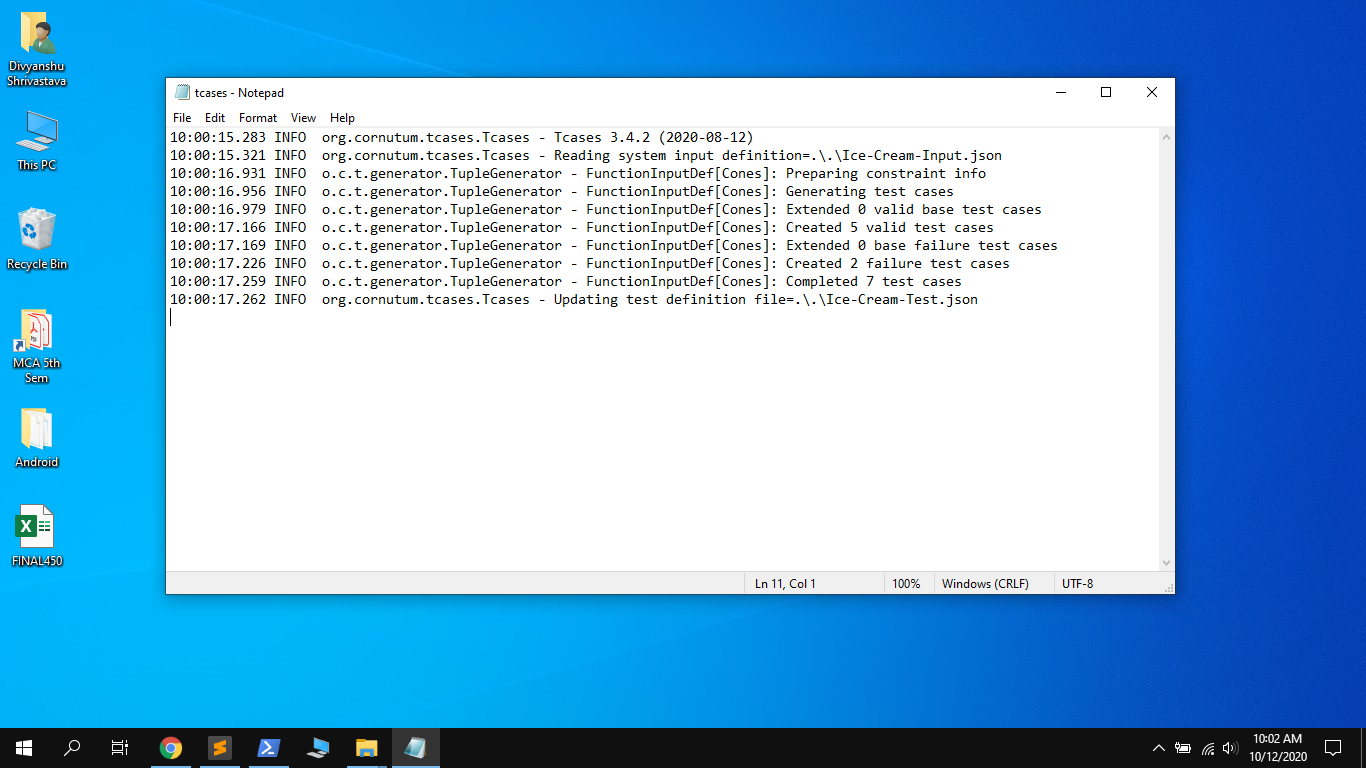 Divyanshu
Shrivastava
This PC
Recycle Bin
MCA 5th
Sem
Android
FINAL450
tcases - Notepad
File Edit Format View Help
10:00:15.283 INFO  org.cornutum.tcases.Tcases - Tcases 3.4.2 (2020-08-12)
10:00:15.321 INFO  org.cornutum.tcases.Tcases - Reading system input definition=.\.\Ice-Cream-Input.json
10:00:16.931 INFO  o.c.t.generator.TupleGenerator - FunctionInputDef[Cones]: Preparing constraint info
10:00:16.956 INFO  o.c.t.generator.TupleGenerator - FunctionInputDef[Cones]: Generating test cases
10:00:16.979 INFO  o.c.t.generator.TupleGenerator - FunctionInputDef[Cones]: Extended 0 valid base test cases
10:00:17.166 INFO  o.c.t.generator.TupleGenerator - FunctionInputDef[Cones]: Created 5 valid test cases
10:00:17.169 INFO  o.c.t.generator.TupleGenerator - FunctionInputDef[Cones]: Extended 0 base failure test cases
10:00:17.226 INFO  o.c.t.generator.TupleGenerator - FunctionInputDef[Cones]: Created 2 failure test cases
10:00:17.259 INFO  o.c.t.generator.TupleGenerator - FunctionInputDef[Cones]: Completed 7 test cases
10:00:17.262 INFO  org.cornutum.tcases.Tcases - Updating test definition file=.\.\Ice-Cream-Test.json
Ln 11, Col 1 100% Windows (CRLF) UTF-8
10:02 AM
10/12/2020